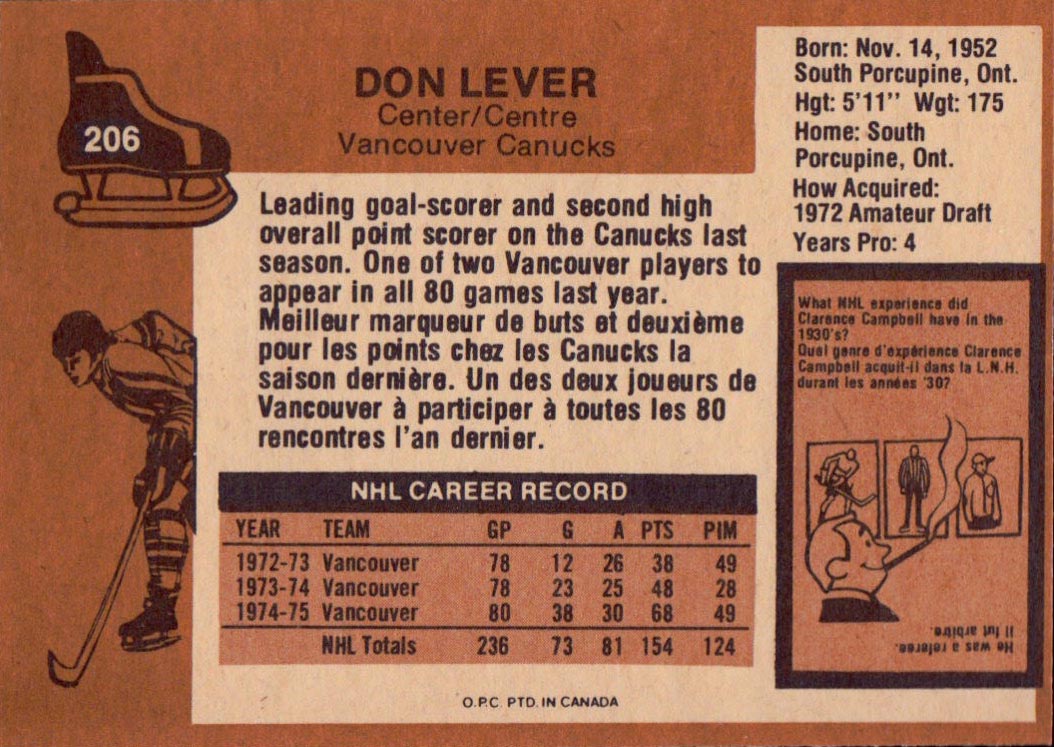 206
DON LEVER
Center/Centre
Vancouver Canucks
Born: Nov. 14, 1952
South Porcupine, Ont.
Hgt: 5'11" Wgt: 175
Home: South
Porcupine, Ont.
How Acquired:
1972 Amateur Draft
Years Pro: 4
Leading goal-scorer and second high
overall point scorer on the Canucks last
season. One of two Vancouver players to
appear in all 80 games last year.
Meilleur marqueur de buts et deuxième
pour les points chez les Canucks la
saison dernière. Un des deux joueurs de
Vancouver à participer à toutes les 80
rencontres l'an dernier.
NHL CAREER RECORD
YEAR TEAM GP G A PTS PIM
1972-73 Vancouver 78 12 26 38 49
1973-74 Vancouver 78 23 25 48 28
1974-75 Vancouver 80 38 30 68 49
NHL Totals 236 73 81 154 124
What NHL experience did
Clarence Campbell have in the
1930's?
Quel genre d'expérience Clarence
Campbell acquit-il dans la L.N.H.
durant les années '30?
He was a referee.
Il fut arbitre.
O.P.C. PTD. IN CANADA